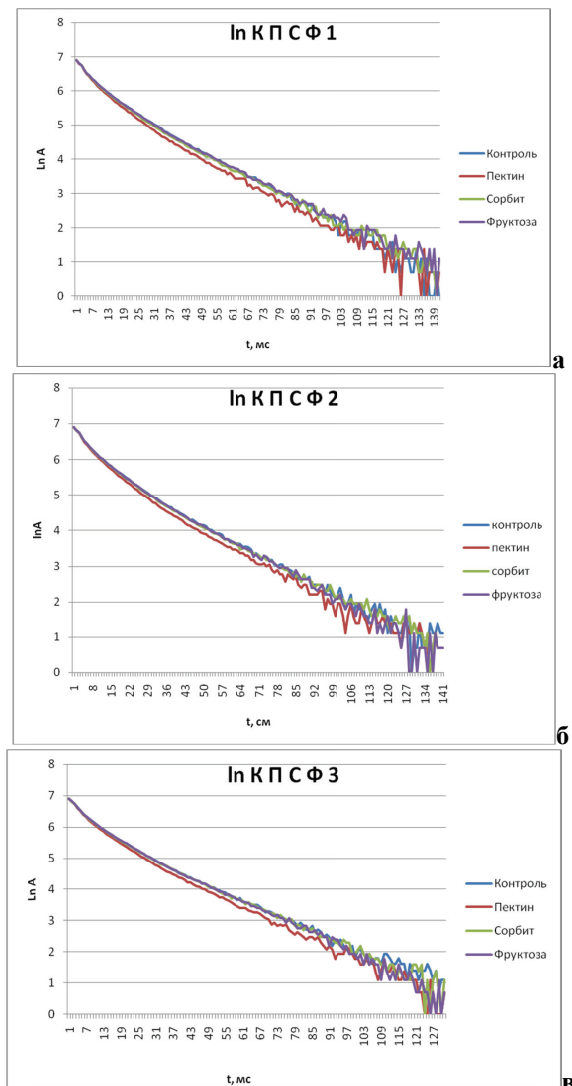 ln К П С Ф 1
8
7
6
5
4
3
2
1
0
Ln A
1 7 13 19 25 31 37 43 49 55 61 67 73 79 85 91 97 103 109 115 121 127 133 139
t, мс
Контроль
Пектин
Сорбит
Фруктоза
а
ln К П С Ф 2
8
7
6
5
4
3
2
1
0
lnA
1 8 15 22 29 36 43 50 57 64 71 78 85 92 99 106 113 120 127 134 141
t, см
контроль
пектин
сорбит
фруктоза
б
ln К П С Ф 3
8
7
6
5
4
3
2
1
0
Ln A
1 7 13 19 25 31 37 43 49 55 61 67 73 79 85 91 97 103 109 115 121 127
t, мс
Контроль
Пектин
Сорбит
Фруктоза
в